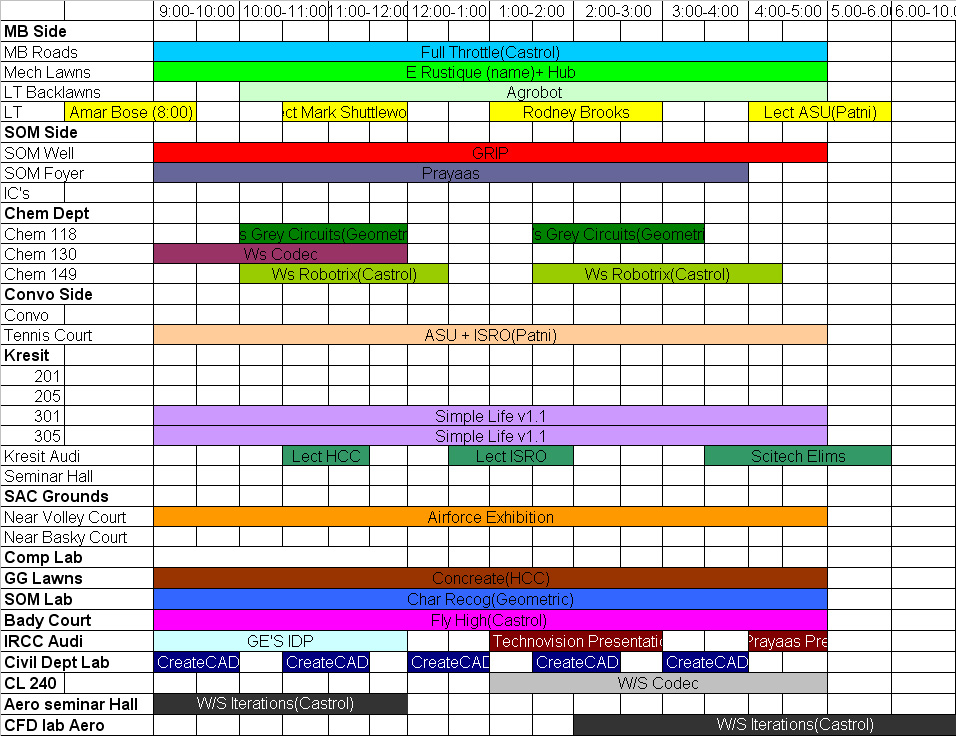 9:00-10:00 10:00-11:00 11:00-12:00 12:00-1:00 1:00-2:00 2:00-3:00 3:00-4:00 4:00-5:00 5.00-6.0 6.00-10.
MB Side
MB Roads Full Throttle(Castrol)
Mech Lawns E Rustique (name)+ Hub
LT Backlawns Agrobot
LT Amar Bose (8:00) ct Mark Shuttlewo Rodney Brooks Lect ASU(Patni)
SOM Side
SOM Well GRIP
SOM Foyer Prayaas
IC's
Chem Dept
Chem 118 s Grey Circuits(Geometr s Grey Circuits(Geometri
Chem 130 Ws Codec
Chem 149 Ws Robotrix(Castrol) Ws Robotrix(Castrol)
Convo Side
Convo
Tennis Court ASU + ISRO(Patni)
Kresit
201
205
301 Simple Life v1.1
305 Simple Life v1.1
Kresit Audi Lect HCC Lect ISRO Scitech Elims
Seminar Hall
SAC Grounds
Near Volley Court Airforce Exhibition
Near Basky Court
Comp Lab
GG Lawns Concreate(HCC)
SOM Lab Char Recog(Geometric)
Bady Court Fly High(Castrol)
IRCC Audi GE'S IDP Technovision Presentatio Prayaas Pre
Civil Dept Lab CreateCAD CreateCAD CreateCAD CreateCAD CreateCAD
CL 240 W/S Codec
Aero seminar Hall W/S Iterations(Castrol)
CFD lab Aero W/S Iterations(Castrol)